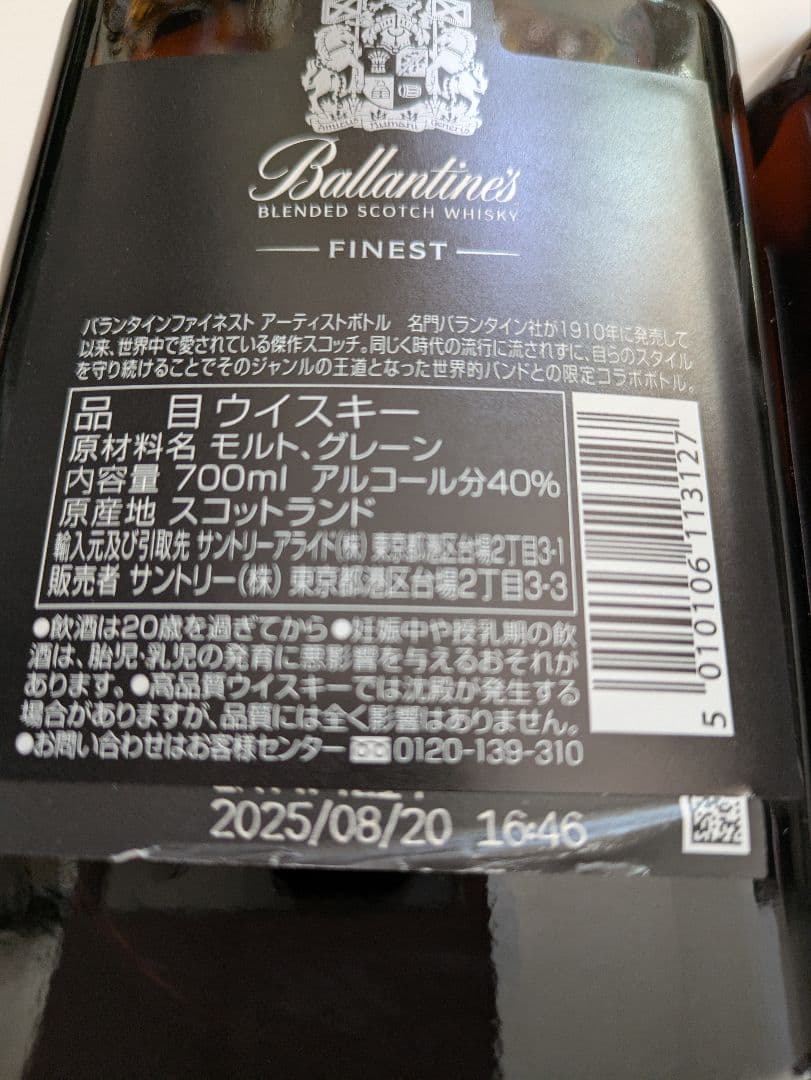 Amicus Humani Generis
Ballantine's
BLENDED SCOTCH WHISKY
FINEST
バランタインファイネスト アーティストボトル 名門バランタイン社が1910年に発売して
以来、世界中で愛されている傑作スコッチ。同じく時代の流行に流されずに、自らのスタイル
を守り続けることでそのジャンルの王道となった世界的バンドとの限定コラボボトル。
品 目 ウイスキー
原材料名 モルト、グレーン
内容量 700ml アルコール分40%
原産地 スコットランド
輸入元及び引取先 サントリーアライド(株) 東京都港区台場2丁目3-1
販売者 サントリー(株) 東京都港区台場2丁目3-3
●飲酒は20歳を過ぎてから●妊娠中や授乳期の飲
酒は、胎児・乳児の発育に悪影響を与えるおそれが
あります。●高品質ウイスキーでは沈殿が発生する
場合がありますが、品質には全く影響はありません。
●お問い合わせはお客様センター 0120-139-310
5 010106 113127
2025/08/20 16:46